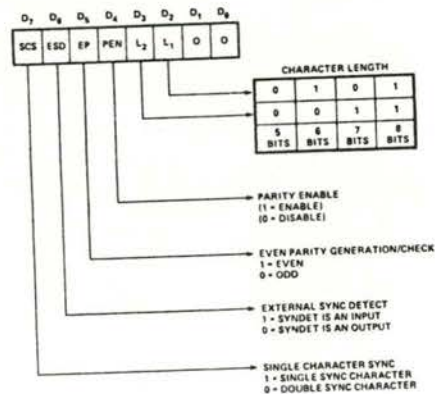 D7 D6 D5 D4 D3 D2 D1 D0
SCS ESD EP PEN L2 L1 0 0
CHARACTER LENGTH
0 1 0 1
0 0 1 1
5 BITS 6 BITS 7 BITS 8 BITS
PARITY ENABLE
(1 = ENABLE)
(0 = DISABLE)
EVEN PARITY GENERATION/CHECK
1 = EVEN
0 = ODD
EXTERNAL SYNC DETECT
1 = SYNDET IS AN INPUT
0 = SYNDET IS AN OUTPUT
SINGLE CHARACTER SYNC
1 = SINGLE SYNC CHARACTER
0 = DOUBLE SYNC CHARACTER